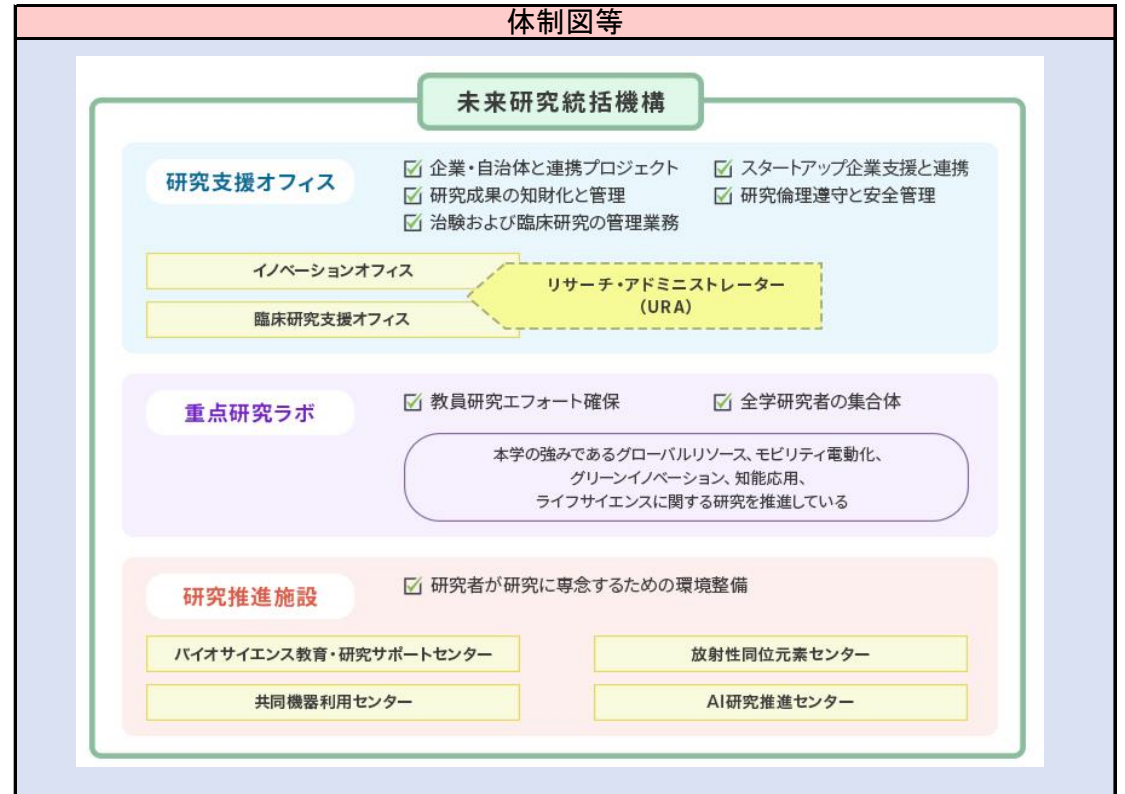 体制図等
未来研究統括機構
研究支援オフィス
企業・自治体と連携プロジェクト
スタートアップ企業支援と連携
研究成果の知財化と管理
研究倫理遵守と安全管理
治験および臨床研究の管理業務
イノベーションオフィス
臨床研究支援オフィス
リサーチ・アドミニストレーター
（URA）
重点研究ラボ
教員研究エフォート確保
全学研究者の集合体
本学の強みであるグローバルリソース、モビリティ電動化、
グリーンイノベーション、知能応用、
ライフサイエンスに関する研究を推進している
研究推進施設
研究者が研究に専念するための環境整備
バイオサイエンス教育・研究サポートセンター
放射性同位元素センター
共同機器利用センター
AI研究推進センター